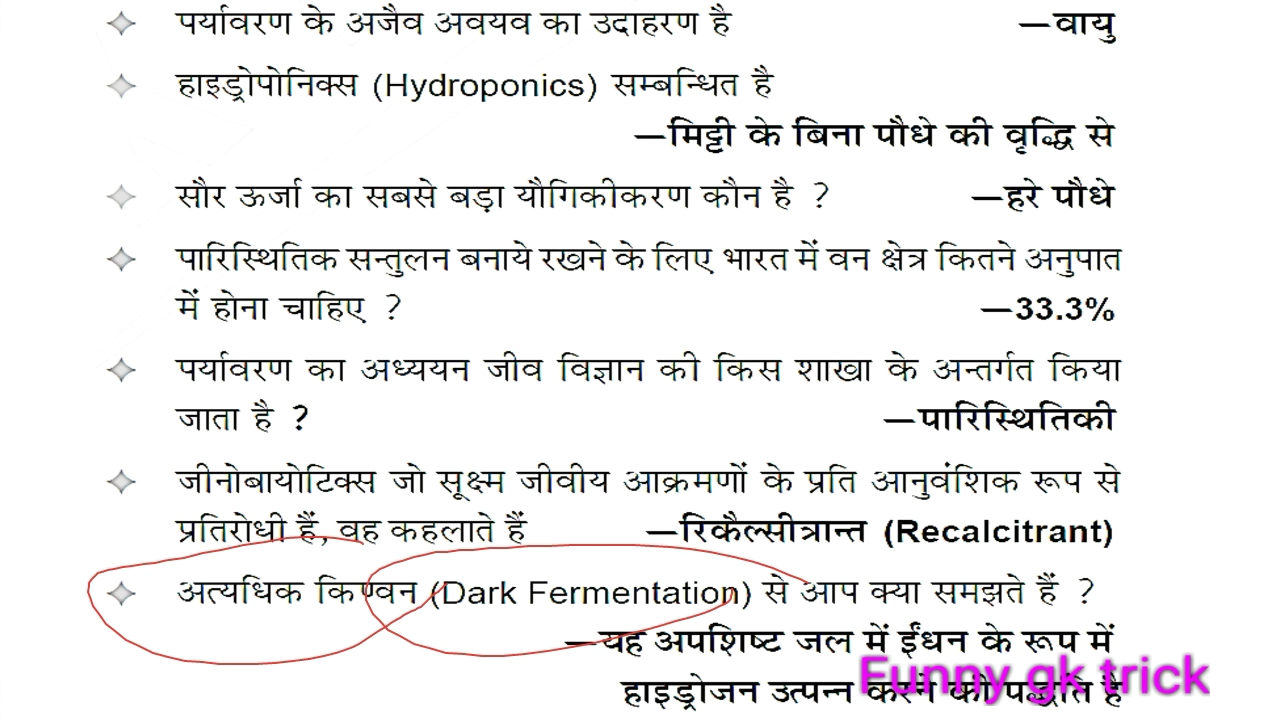 पर्यावरण के अजैव अवयव का उदाहरण है —वायु
हाइड्रोपोनिक्स (Hydroponics) सम्बन्धित है
—मिट्टी के बिना पौधे की वृद्धि से
सौर ऊर्जा का सबसे बड़ा यौगिकीकरण कौन है ? —हरे पौधे
पारिस्थितिक सन्तुलन बनाये रखने के लिए भारत में वन क्षेत्र कितने अनुपात
में होना चाहिए ? —33.3%
पर्यावरण का अध्ययन जीव विज्ञान की किस शाखा के अन्तर्गत किया
जाता है ? —पारिस्थितिकी
जीनोबायोटिक्स जो सूक्ष्म जीवीय आक्रमणों के प्रति आनुवंशिक रूप से
प्रतिरोधी हैं, वह कहलाते हैं —रिकैल्सीत्रान्त (Recalcitrant)
अत्यधिक किण्वन (Dark Fermentation) से आप क्या समझते हैं ?
—यह अपशिष्ट जल में ईंधन के रूप में
हाइड्रोजन उत्पन्न करने की पद्धति है
Funny gk trick